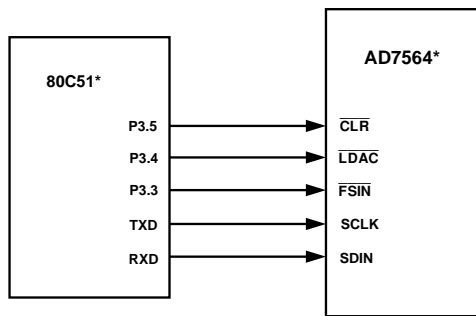 80C51*
AD7564*
P3.5 CLR
P3.4 LDAC
P3.3 FSIN
TXD SCLK
RXD SDIN